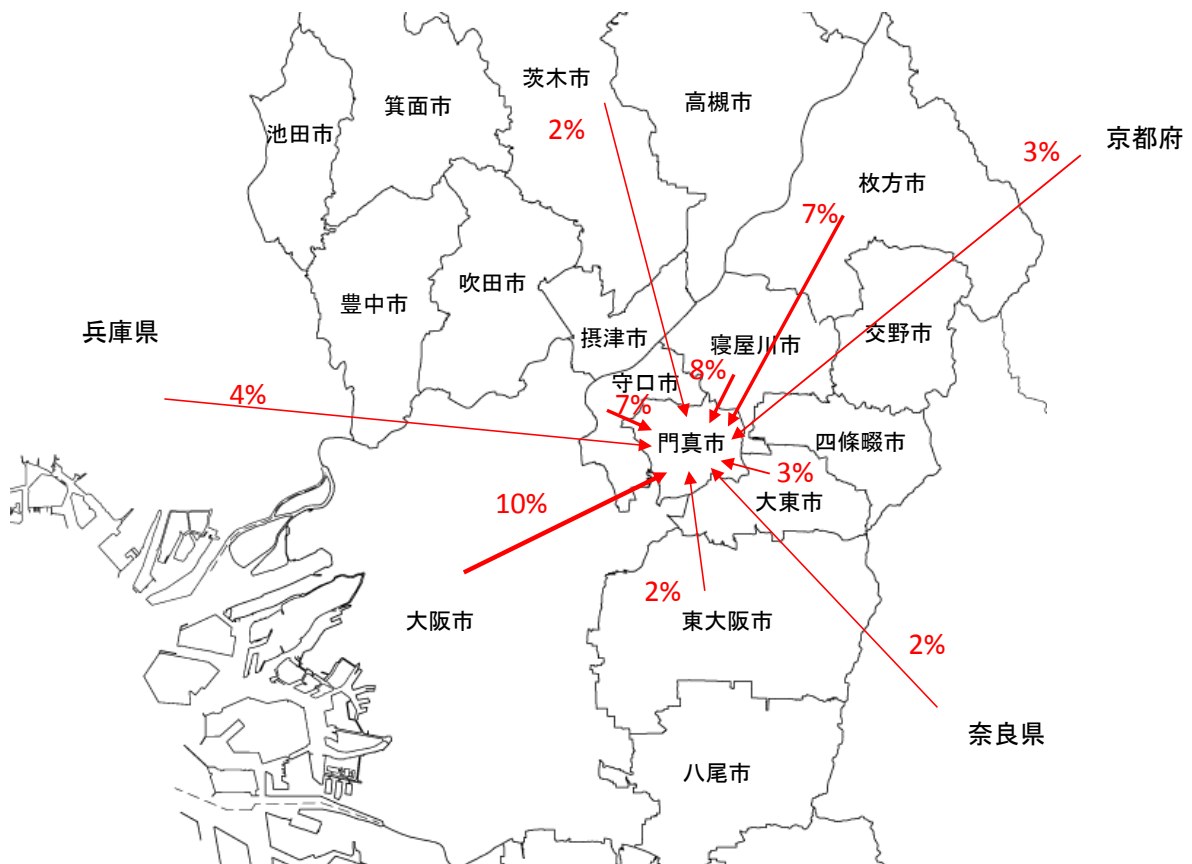 茨木市
箕面市
高槻市
池田市
2%
京都府
3%
枚方市
7%
吹田市
豊中市
兵庫県
摂津市
寝屋川市
交野市
8%
守口市
4%
7%
門真市
四條畷市
3%
10%
大東市
2%
大阪市
東大阪市
2%
奈良県
八尾市